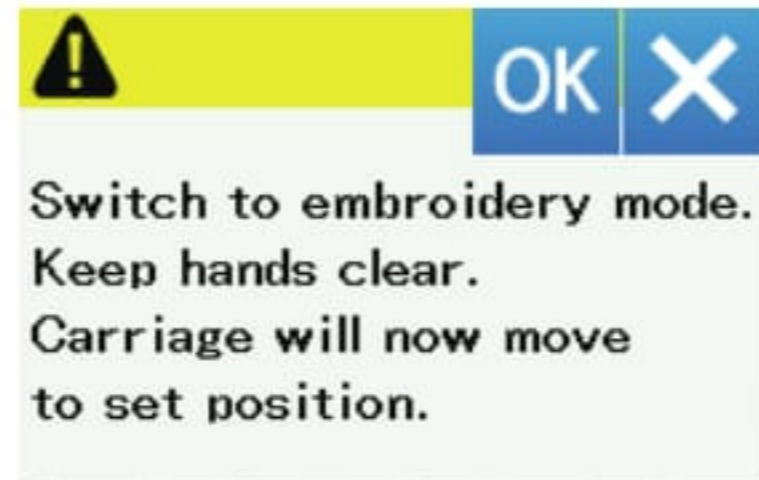 OK
Switch to embroidery mode.
Keep hands clear.
Carriage will now move
to set position.